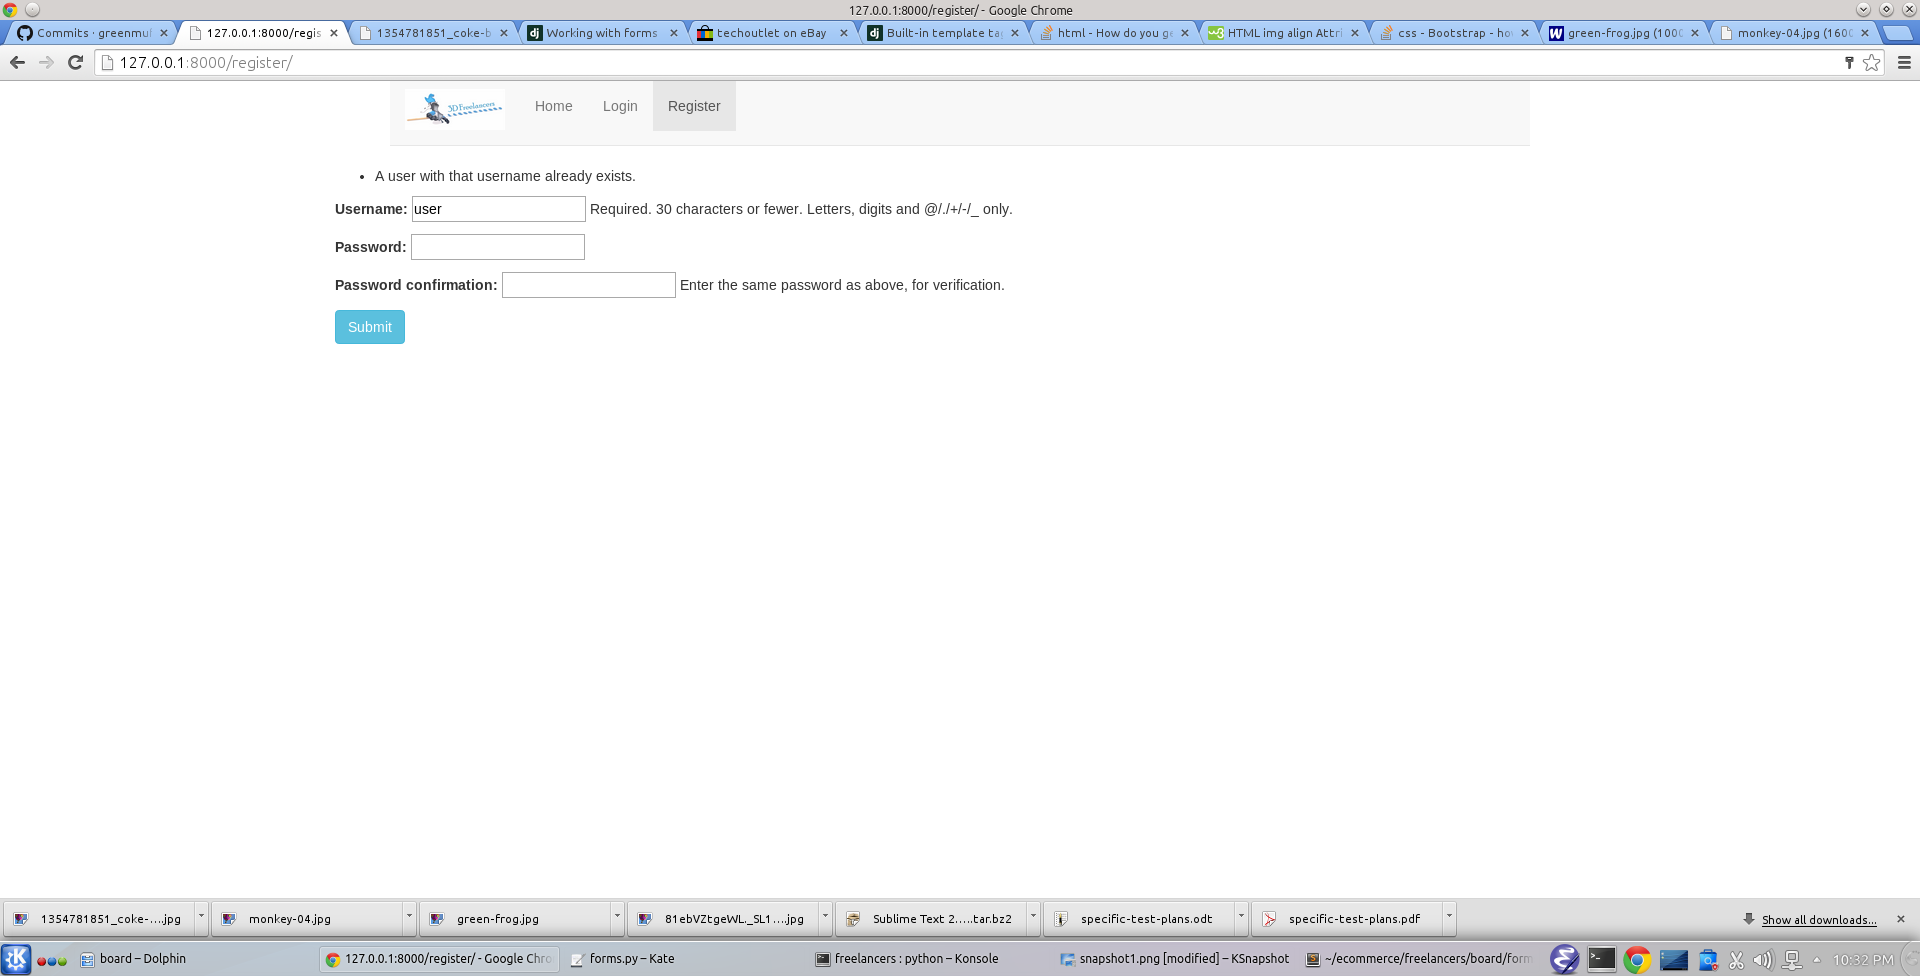 127.0.0.1:8000/register/ - Google Chrome
Commits · greenmul
127.0.0.1:8000/regis
1354781851_coke-b
Working with forms
techoutlet on eBay
Built-in template tag
html - How do you ge
HTML img align Attri
css - Bootstrap - ho
green-frog.jpg (1000
monkey-04.jpg (1600
127.0.0.1:8000/register/
3DFreelancers
Home
Login
Register
A user with that username already exists.
Username: user Required. 30 characters or fewer. Letters, digits and @/./+/-/_ only.
Password:
Password confirmation: Enter the same password as above, for verification.
Submit
1354781851_coke-....jpg
monkey-04.jpg
green-frog.jpg
81ebVZtgeWL._SL1....jpg
Sublime Text 2.....tar.bz2
specific-test-plans.odt
specific-test-plans.pdf
Show all downloads...
board – Dolphin
127.0.0.1:8000/register/ - Google Chro
forms.py – Kate
freelancers : python – Konsole
snapshot1.png [modified] – KSnapshot
~/ecommerce/freelancers/board/form
10:32 PM